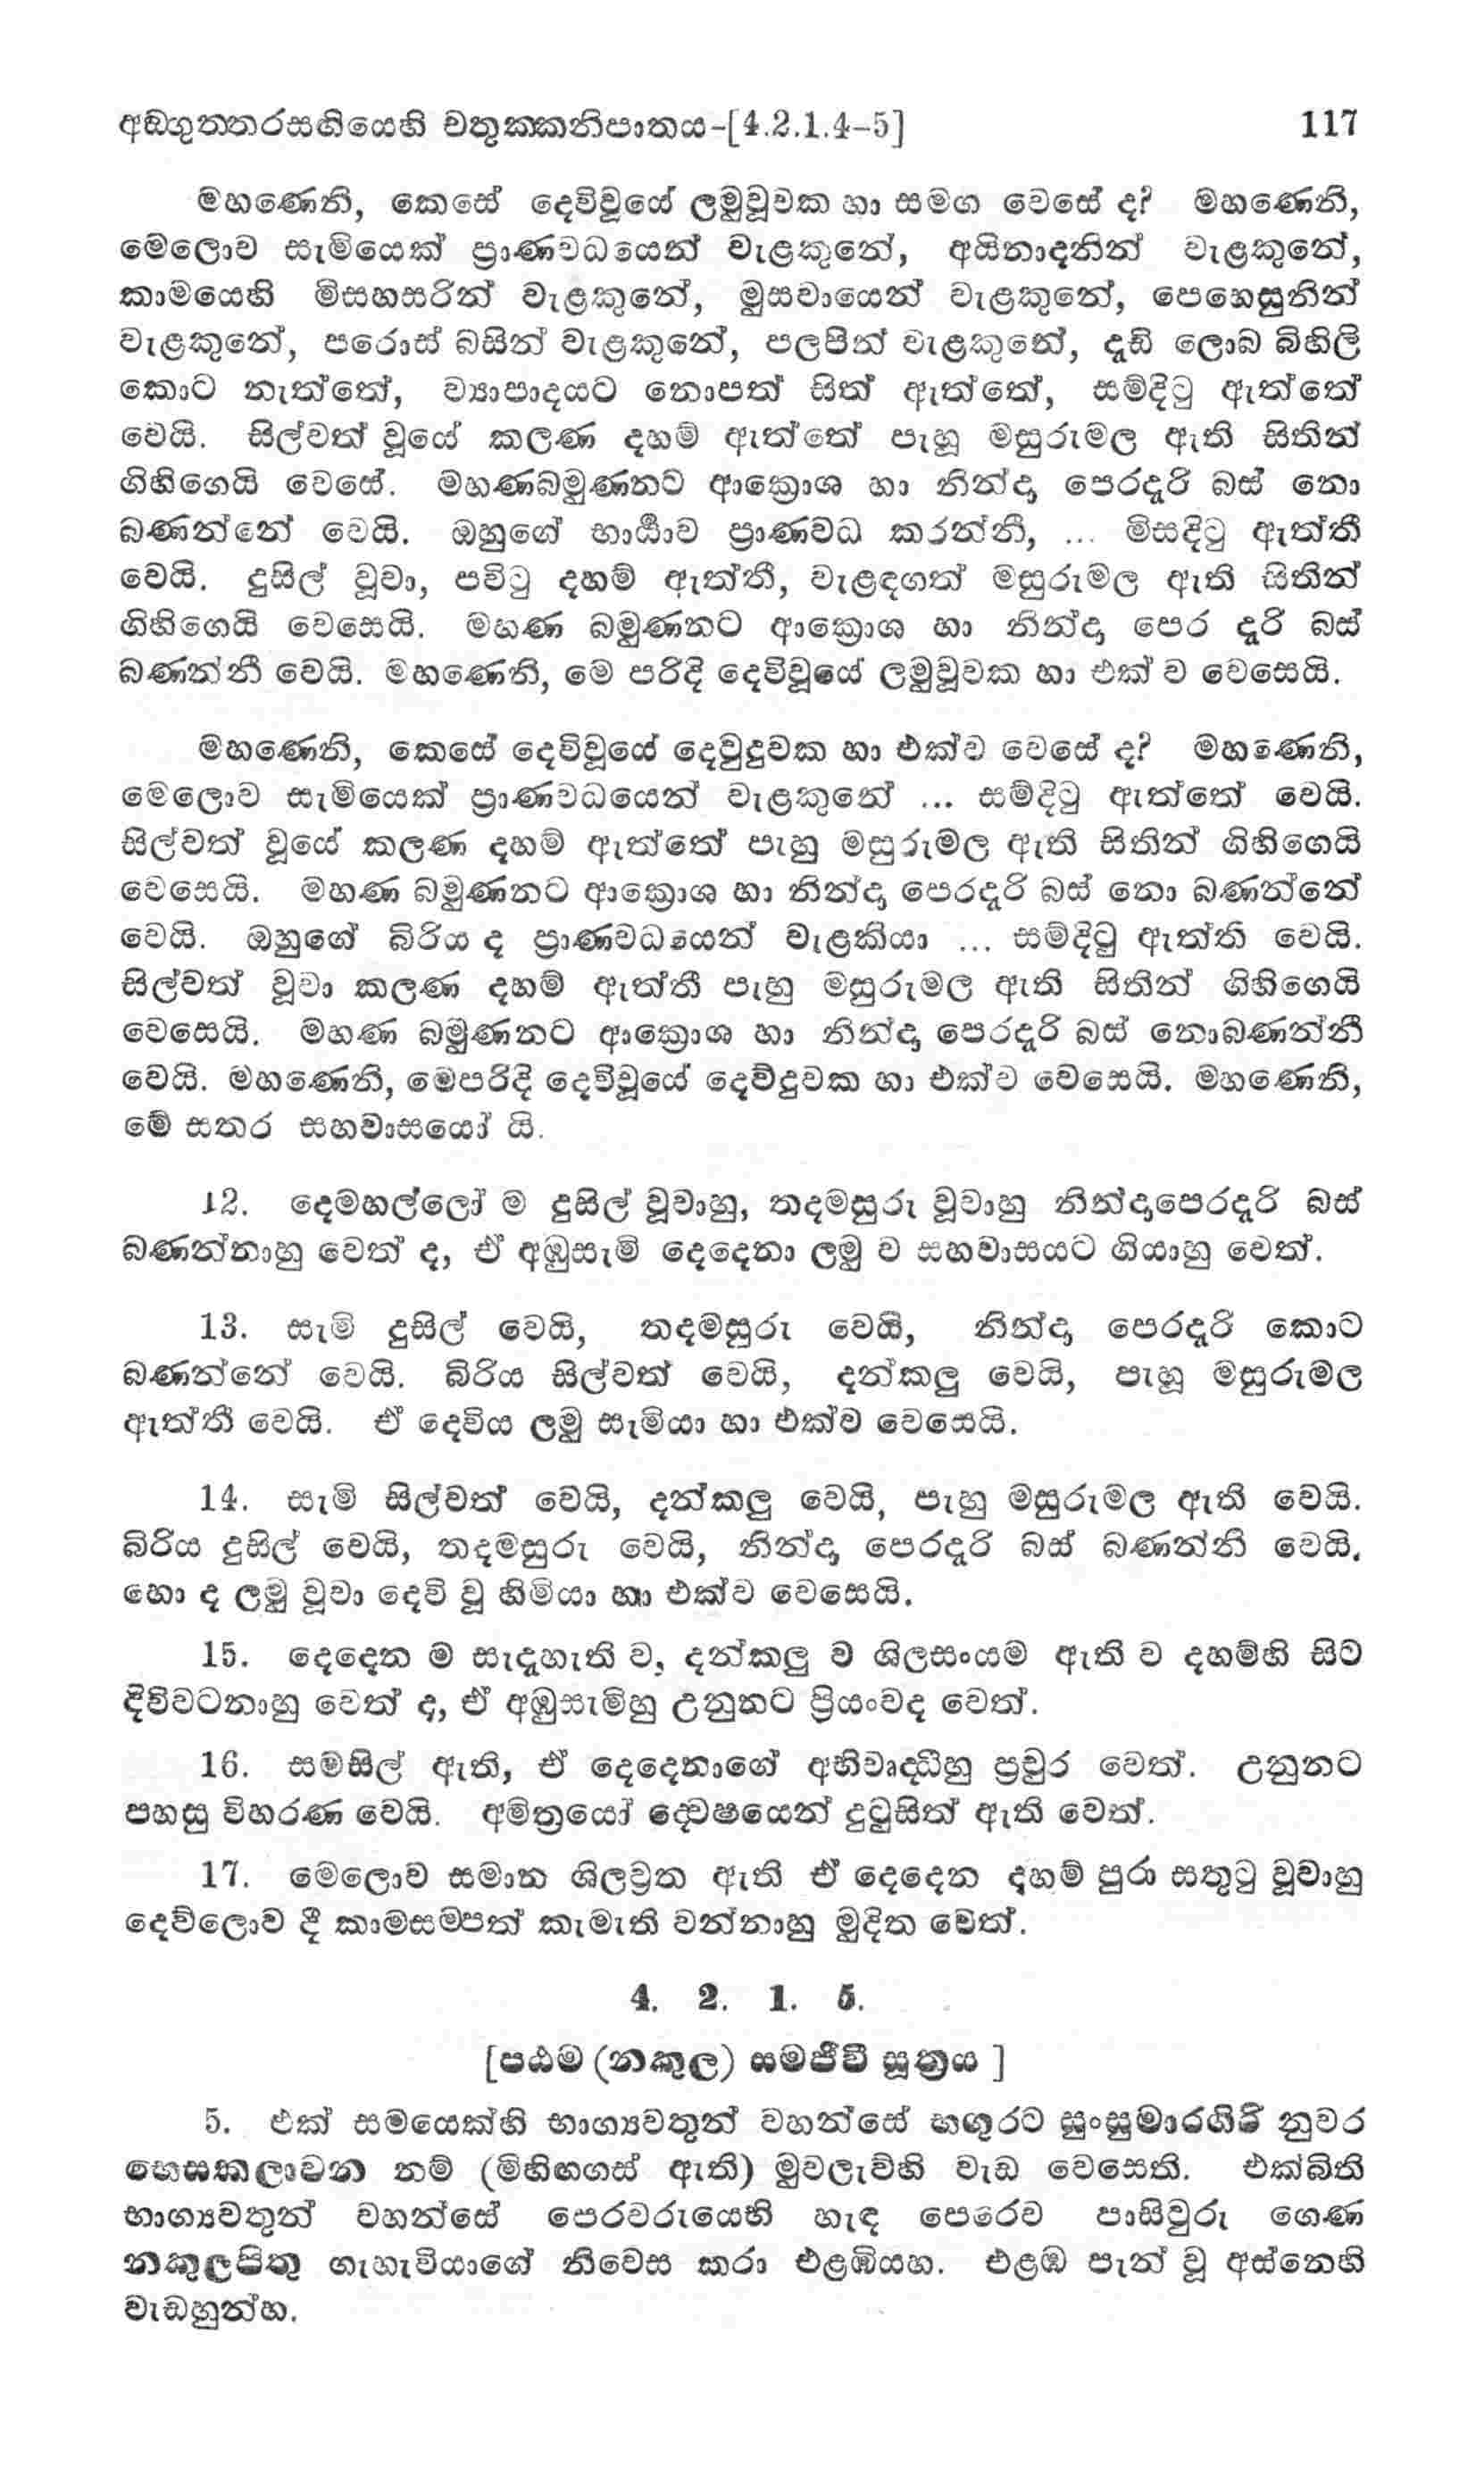 අඞගුත්තරසඟියෙහි චතුක්කනිපාතය-[4.2.1.4-5] 117
මහණෙනි, කෙසේ දෙව්වූයේ ලමුවූවක හා සමග වෙසේ ද? මහණෙනි,
මෙලොව සැමියෙක් ප්‍රාණවධයෙන් වැළකුනේ, අයිනාදනින් වැළකුනේ,
කාමයෙහි මිසහසරින් වැළකුනේ, මුසවායෙන් වැළකුනේ, පෙහෙසුනින්
වැළකුනේ, පරොස් බසින් වැළකුනේ, පලපින් වැළකුනේ, දැඩි ලොබ බිහිලි
කොට නැත්තේ, ව්‍යාපාදයට නොපත් සිත් ඇත්තේ, සම්දිටු ඇත්තේ
වෙයි. සිල්වත් වූයේ කලණ දහම් ඇත්තේ පැහූ මසුරුමල ඇති සිතින්
ගිහිගෙයි වෙසේ. මහණබමුණනට ආක්‍රොශ හා නින්දා පෙරදැරි බස් නො
බණන්නේ වෙයි. ඔහුගේ භාර්‍ය්‍යාව ප්‍රාණවධ කරන්නී, ... මිසදිටු ඇත්තී
වෙයි. දුසිල් වූවා, පවිටු දහම් ඇත්තී, වැළඳගත් මසුරුමල ඇති සිතින්
ගිහිගෙයි වෙසෙයි. මහණ බමුණනට ආක්‍රොශ හා නින්දා පෙර දැරි බස්
බණන්නී වෙයි. මහණෙනි, මෙ පරිදි දෙව්වූයේ ලමුවූවක හා එක් ව වෙසෙයි.
මහණෙනි, කෙසේ දෙව්වූයේ දෙවුදුවක හා එක්ව වෙසේ ද? මහණෙනි,
මෙලොව සැමියෙක් ප්‍රාණවධයෙන් වැළකුනේ ... සම්දිටු ඇත්තේ වෙයි.
සිල්වත් වූයේ කලණ දහම් ඇත්තේ පැහු මසුරුමල ඇති සිතින් ගිහිගෙයි
වෙසෙයි. මහණ බමුණනට ආක්‍රොශ හා නින්දා පෙරදැරි බස් නො බණන්නේ
වෙයි. ඔහුගේ බිරිය ද ප්‍රාණවධයෙන් වැළකියා ... සම්දිටු ඇත්තී වෙයි.
සිල්වත් වූවා කලණ දහම් ඇත්තී පැහු මසුරුමල ඇති සිතින් ගිහිගෙයි
වෙසෙයි. මහණ බමුණනට ආක්‍රොශ හා නින්දා පෙරදැරි බස් නොබණන්නී
වෙයි. මහණෙනි, මෙපරිදි දෙව්වූයේ දෙව්දුවක හා එක්ව වෙසෙයි. මහණෙනි,
මේ සතර සහවාසයෝ යි.
12. දෙමහල්ලෝ ම දුසිල් වූවාහු, තදමසුරු වූවාහු නින්දාපෙරදැරි බස්
බණන්නාහු වෙත් ද, ඒ අඹුසැමි දෙදෙනා ලමු ව සහවාසයට ගියාහු වෙත්.
13. සැමි දුසිල් වෙයි, තදමසුරු වෙයි, නින්දා පෙරදැරි කොට
බණන්නේ වෙයි. බිරිය සිල්වත් වෙයි, දන්කලු වෙයි, පැහූ මසුරුමල
ඇත්තී වෙයි. ඒ දෙවිය ලමු සැමියා හා එක්ව වෙසෙයි.
14. සැමි සිල්වත් වෙයි, දන්කලු වෙයි, පැහු මසුරුමල ඇති වෙයි.
බිරිය දුසිල් වෙයි, තදමසුරු වෙයි, නින්දා පෙරදැරි බස් බණන්නී වෙයි.
හො ද ලමු වූවා දෙව් වූ හිමියා හා එක්ව වෙසෙයි.
15. දෙදෙන ම සැදැහැති ව, දන්කලු ව ශීලසංයම ඇති ව දහම්හි සිට
දිවිවටනාහු වෙත් ද, ඒ අඹුසැමිහු උනුනට ප්‍රියංවද වෙත්.
16. සමසිල් ඇති, ඒ දෙදෙනාගේ අභිවෘද්ධිහු ප්‍රචුර වෙත්. උනුනට
පහසු විහරණ වෙයි. අමිත්‍රයෝ ද්වෙෂයෙන් දුටුසිත් ඇති වෙත්.
17. මෙලොව සමාන ශීලව්‍රත ඇති ඒ දෙදෙන දහම් පුරා සතුටු වූවාහු
දෙව්ලොව දී කාමසම්පත් කැමැති වන්නාහු මුදිත වෙත්.
4. 2. 1. 5.
[පඨම (නකුල) සමජීවී සූත්‍රය ]
5. එක් සමයෙක්හි භාග්‍යවතුන් වහන්සේ භගුරට සුංසුමාරගිරි නුවර
භෙසකලාවන නම් (මිහිඟගස් ඇති) මුවලැව්හි වැඩ වෙසෙති. එක්බිති
භාග්‍යවතුන් වහන්සේ පෙරවරුයෙහි හැඳ පෙරෙව පාසිවුරු ගෙණ
නකුලපිතු ගැහැවියාගේ නිවෙස කරා එළඹියහ. එළඹ පැන් වූ අස්නෙහි
වැඩහුන්හ.